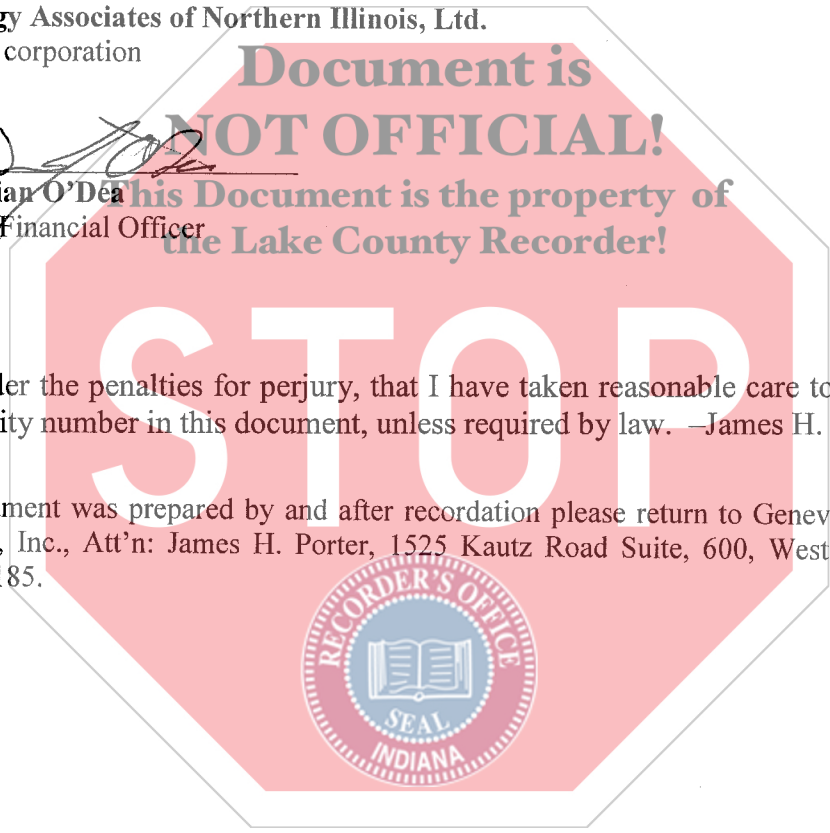 gy Associates of Northern Illinois, Ltd.
corporation
Document is
NOT OFFICIAL!
ian O'Dea
This Document is the property of
Financial Officer
the Lake County Recorder!
STOP
der the penalties for perjury, that I have taken reasonable care to
ity number in this document, unless required by law. –James H.
ment was prepared by and after recordation please return to Genev
, Inc., Att'n: James H. Porter, 1525 Kautz Road Suite, 600, West
185.
RECORDER'S OFFICE
SEAL
INDIANA